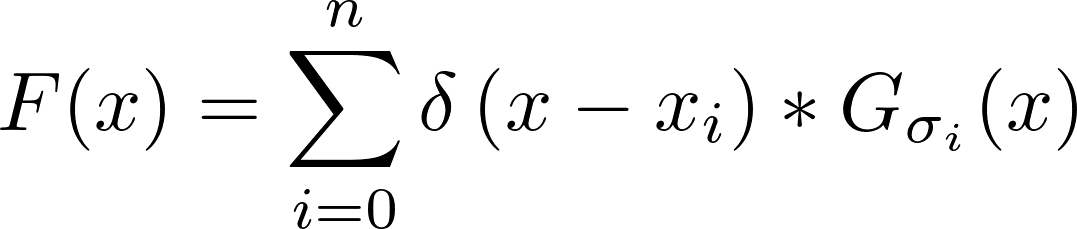 F(x) = \sum_{i=0}^{n} \delta (x - x_i) * G_{\sigma_i}(x)